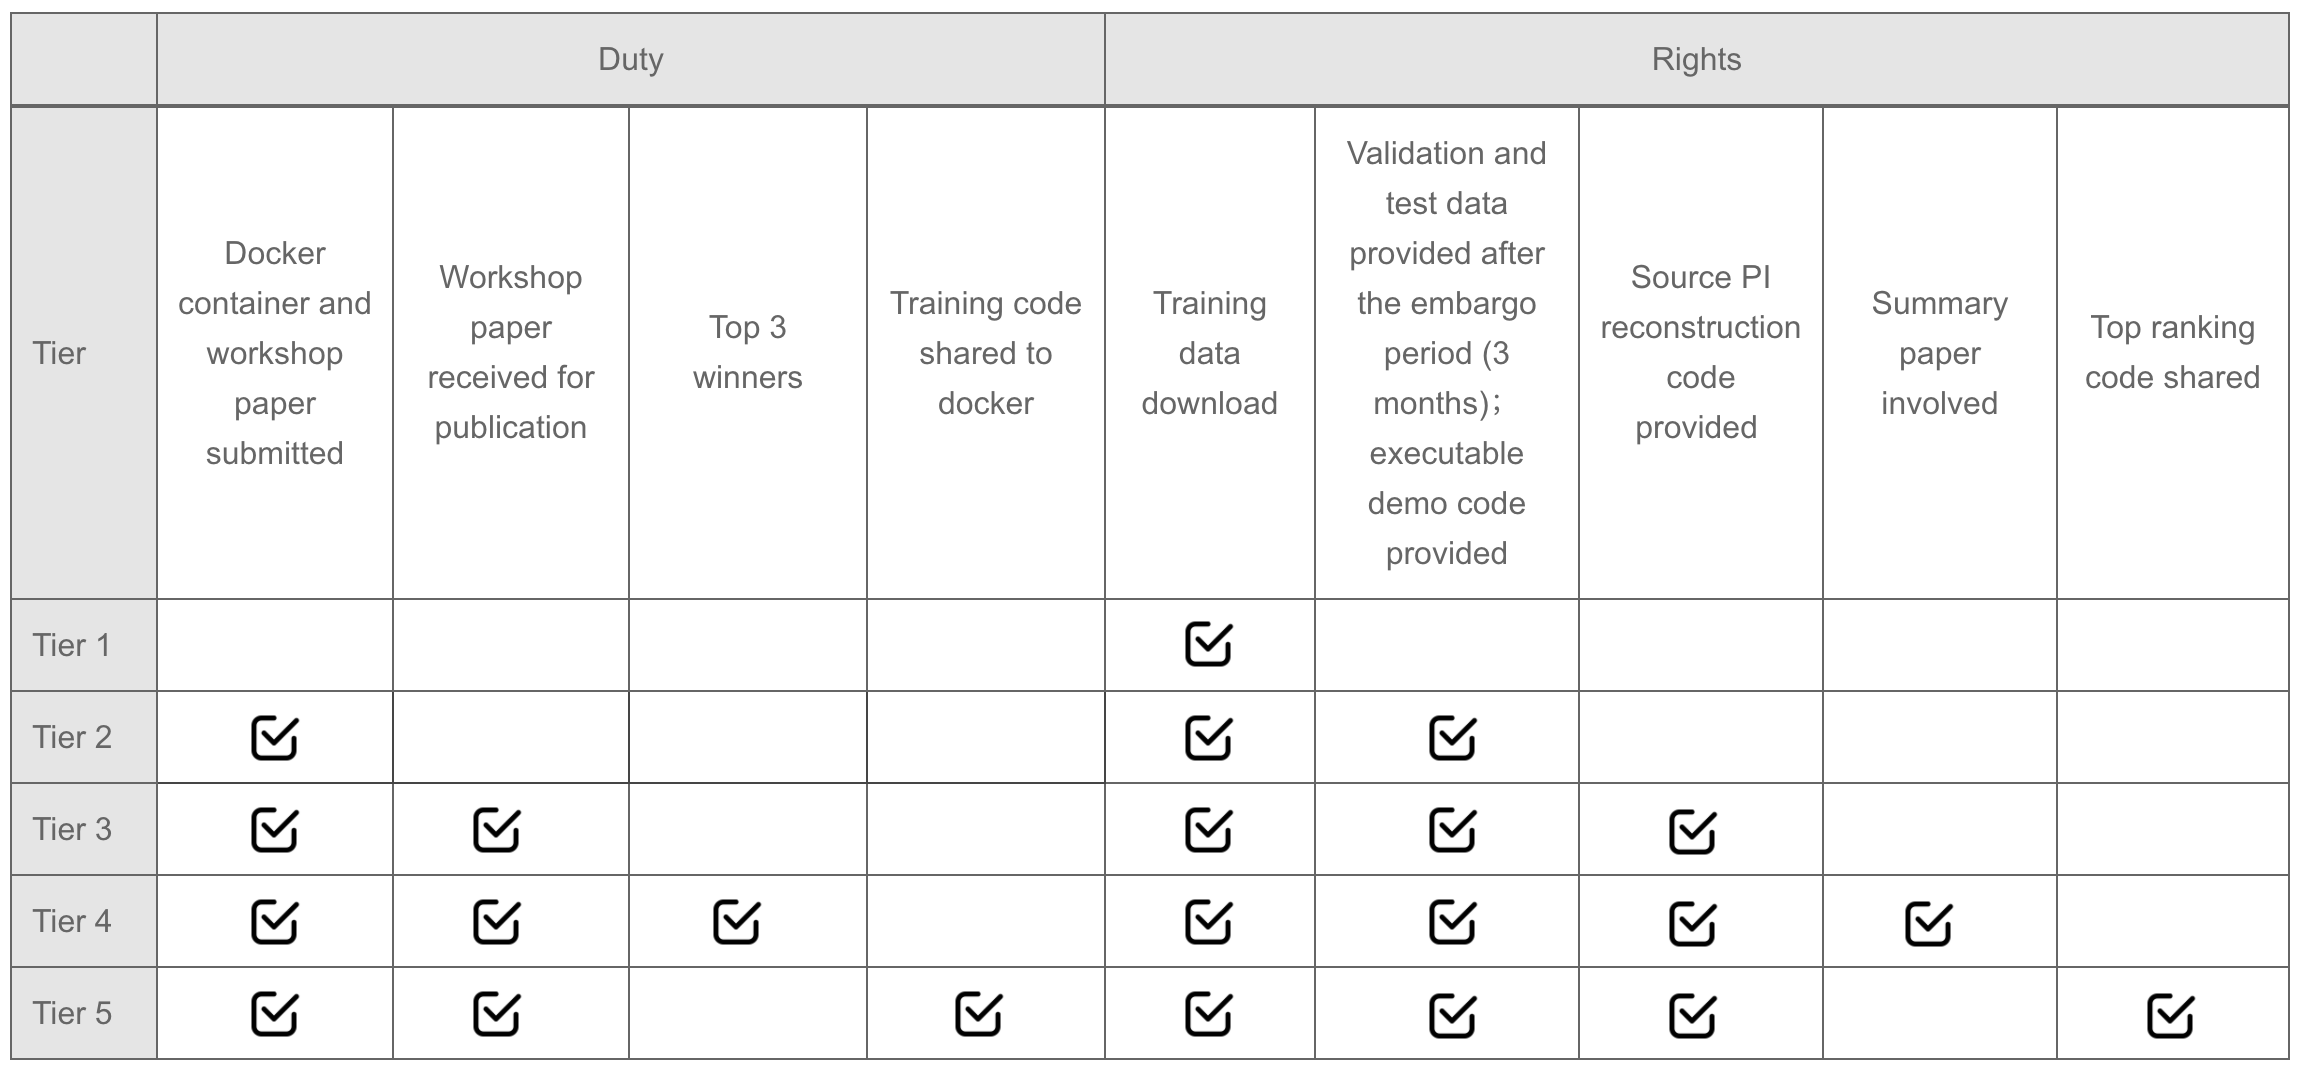 Duty
Rights
Tier
Docker
container and
workshop
paper
submitted
Workshop
paper
received for
publication
Top 3
winners
Training code
shared to
docker
Training
data
download
Validation and
test data
provided after
the embargo
period (3
months)；
executable
demo code
provided
Source PI
reconstruction
code
provided
Summary
paper
involved
Top ranking
code shared
Tier 1
Tier 2
Tier 3
Tier 4
Tier 5